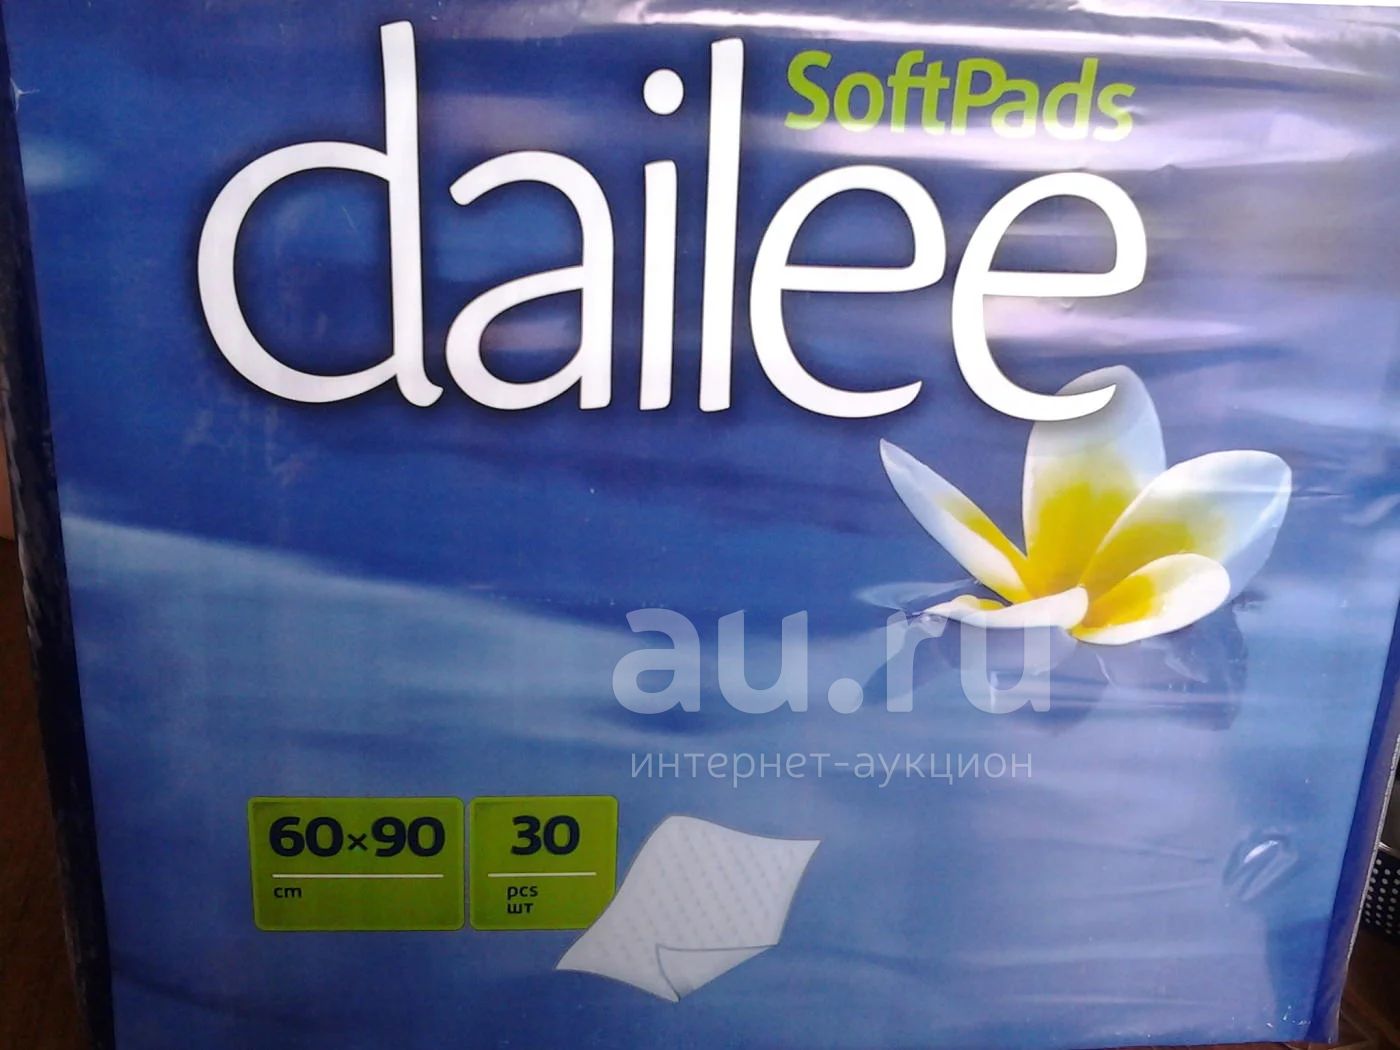 SoftPads
dailee
au.ru
интернет-аукцион
60×90
cm
30
pcs
шт